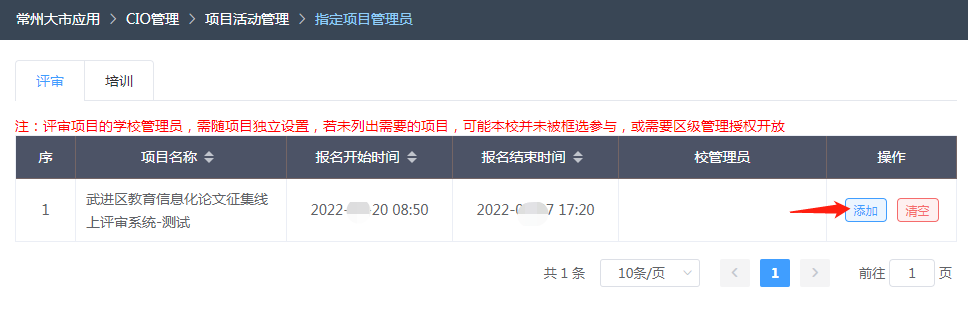 常州大市应用 > CIO管理 > 项目活动管理 > 指定项目管理员
评审 培训
注：评审项目的学校管理员，需随项目独立设置，若未列出需要的项目，可能本校并未被框选参与，或需要区级管理授权开放
序 项目名称 报名开始时间 报名结束时间 校管理员 操作
武进区教育信息化论文征集线
1 2022- 20 08:50 2022-0 7 17:20 添加 清空
上评审系统-测试
共 1 条 10条/页 < 1 > 前往 1 页